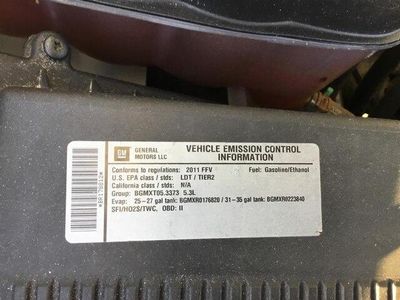 GM
GENERAL
MOTORS LLC
VEHICLE EMISSION CONTROL
INFORMATION
Conforms to regulations: 2011 FFV Fuel: Gasoline/Ethanol
U.S. EPA class / stds: LDT / TIER2
California class / stds: N/A
Group: BGMXT05.3373 5.3L
Evap: 25-27 gal tank: BGMXR0176820 / 31-35 gal tank: BGMXR0223840
SFI/HO2S/TWC, OBD: II